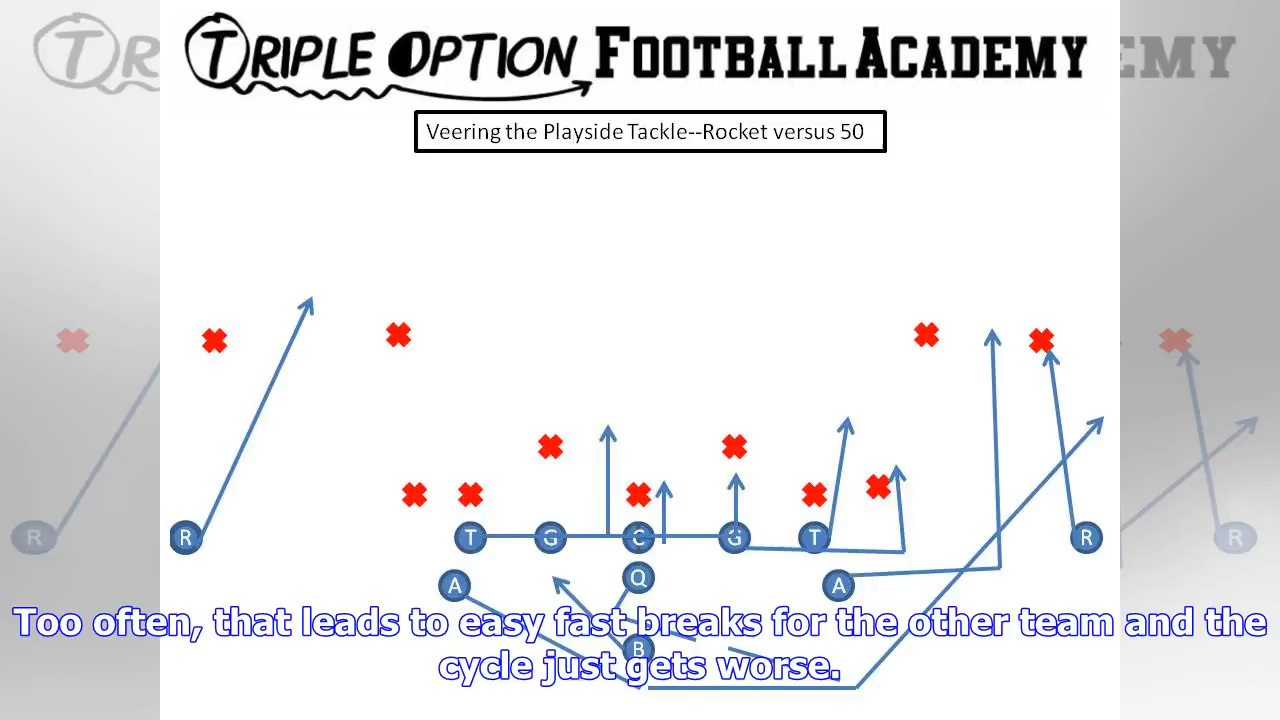 TRIPLE OPTION FOOTBALL ACADEMY
Veering the Playside Tackle--Rocket versus 50
R R T G C G T R R
A Q A
B
Too often, that leads to easy fast breaks for the other team and the
cycle just gets worse.